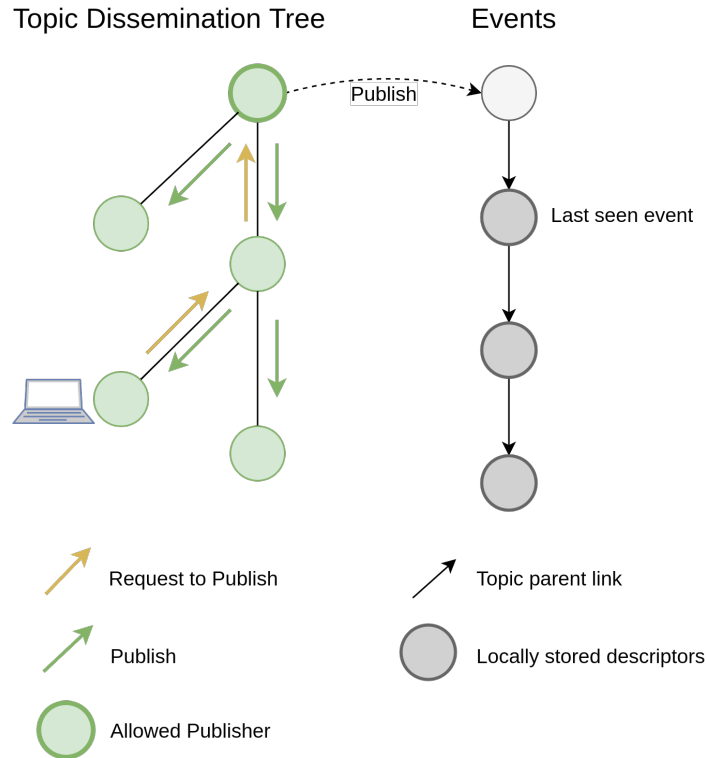 Topic Dissemination Tree
Events
Publish
Last seen event
Request to Publish
Topic parent link
Publish
Locally stored descriptors
Allowed Publisher